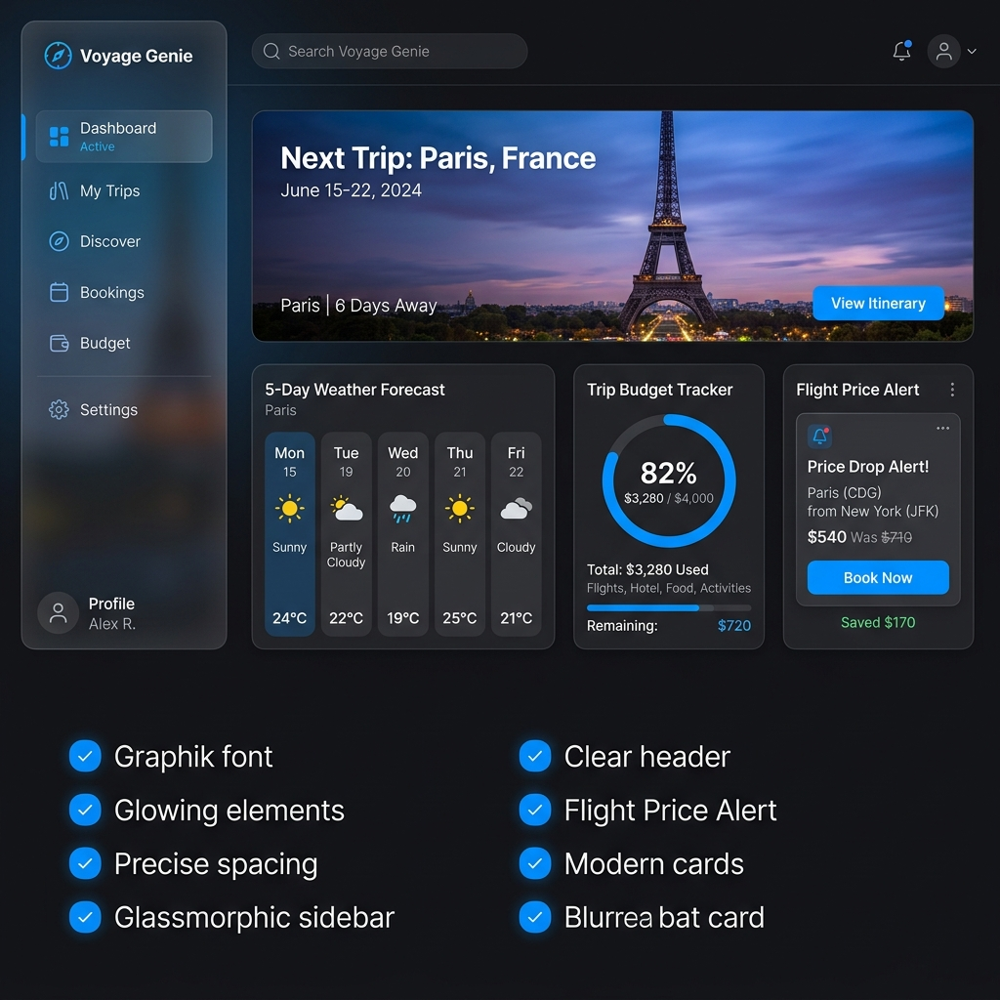 Voyage Genie
Search Voyage Genie
Dashboard
Active
My Trips
Discover
Bookings
Budget
Settings
Profile
Alex R.
Next Trip: Paris, France
June 15-22, 2024
Paris | 6 Days Away
View Itinerary
5-Day Weather Forecast
Paris
Mon
15
Sunny
24°C
Tue
19
Partly
Cloudy
22°C
Wed
20
Rain
19°C
Thu
21
Sunny
25°C
Fri
22
Cloudy
21°C
Trip Budget Tracker
82%
$3,280 / $4,000
Total: $3,280 Used
Flights, Hotel, Food, Activities
Remaining: $720
Flight Price Alert
Price Drop Alert!
Paris (CDG)
from New York (JFK)
$540 Was $710
Book Now
Saved $170
Graphik font
Glowing elements
Precise spacing
Glassmorphic sidebar
Clear header
Flight Price Alert
Modern cards
Blurrea bat card